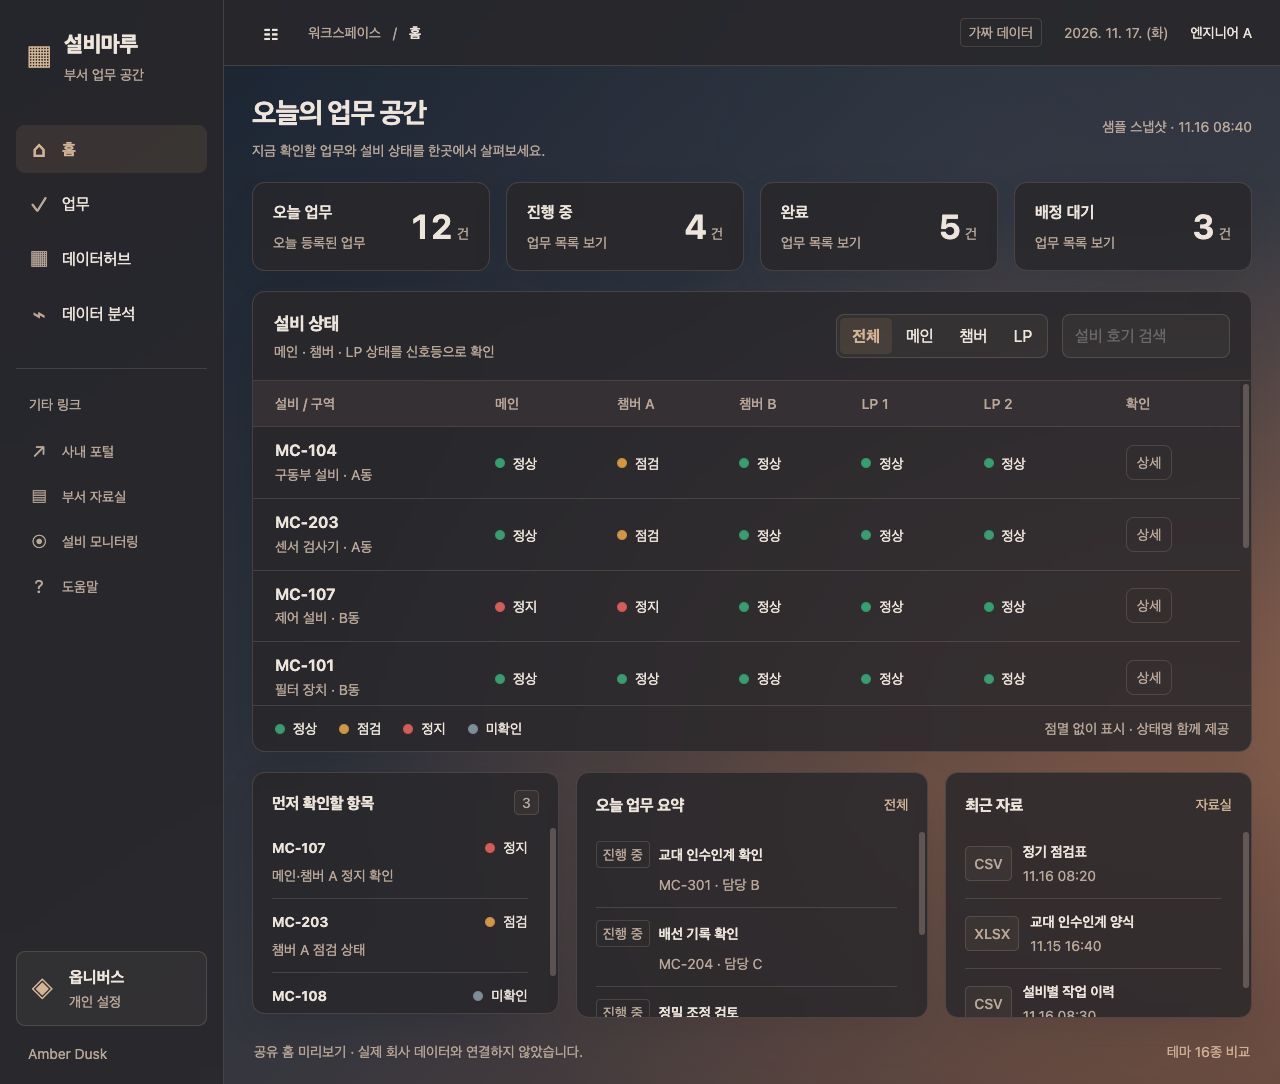 설비마루
부서 업무 공간
홈
업무
데이터허브
데이터 분석
기타 링크
사내 포털
부서 자료실
설비 모니터링
? 도움말
옵니버스
개인 설정
Amber Dusk
워크스페이스 / 홈
가짜 데이터
2026. 11. 17. (화)
엔지니어 A
오늘의 업무 공간
지금 확인할 업무와 설비 상태를 한곳에서 살펴보세요.
샘플 스냅샷 · 11.16 08:40
오늘 업무
오늘 등록된 업무
12 건
진행 중
업무 목록 보기
4 건
완료
업무 목록 보기
5 건
배정 대기
업무 목록 보기
3 건
설비 상태
메인 · 챔버 · LP 상태를 신호등으로 확인
전체 메인 챔버 LP
설비 호기 검색
설비 / 구역 메인 챔버 A 챔버 B LP 1 LP 2 확인
MC-104
구동부 설비 · A동
정상 점검 정상 정상 정상 상세
MC-203
센서 검사기 · A동
정상 점검 정상 정상 정상 상세
MC-107
제어 설비 · B동
정지 정지 정상 정상 정상 상세
MC-101
필터 장치 · B동
정상 정상 정상 정상 정상 상세
정상 점검 정지 미확인
점멸 없이 표시 · 상태명 함께 제공
먼저 확인할 항목 3
MC-107 정지
메인·챔버 A 정지 확인
MC-203 점검
챔버 A 점검 상태
MC-108 미확인
오늘 업무 요약 전체
진행 중 교대 인수인계 확인
MC-301 · 담당 B
진행 중 배선 기록 확인
MC-204 · 담당 C
진행 중 정밀 조정 검토
최근 자료 자료실
CSV 정기 점검표
11.16 08:20
XLSX 교대 인수인계 양식
11.15 16:40
CSV 설비별 작업 이력
11.16 08:30
공유 홈 미리보기 · 실제 회사 데이터와 연결하지 않았습니다.
테마 16종 비교